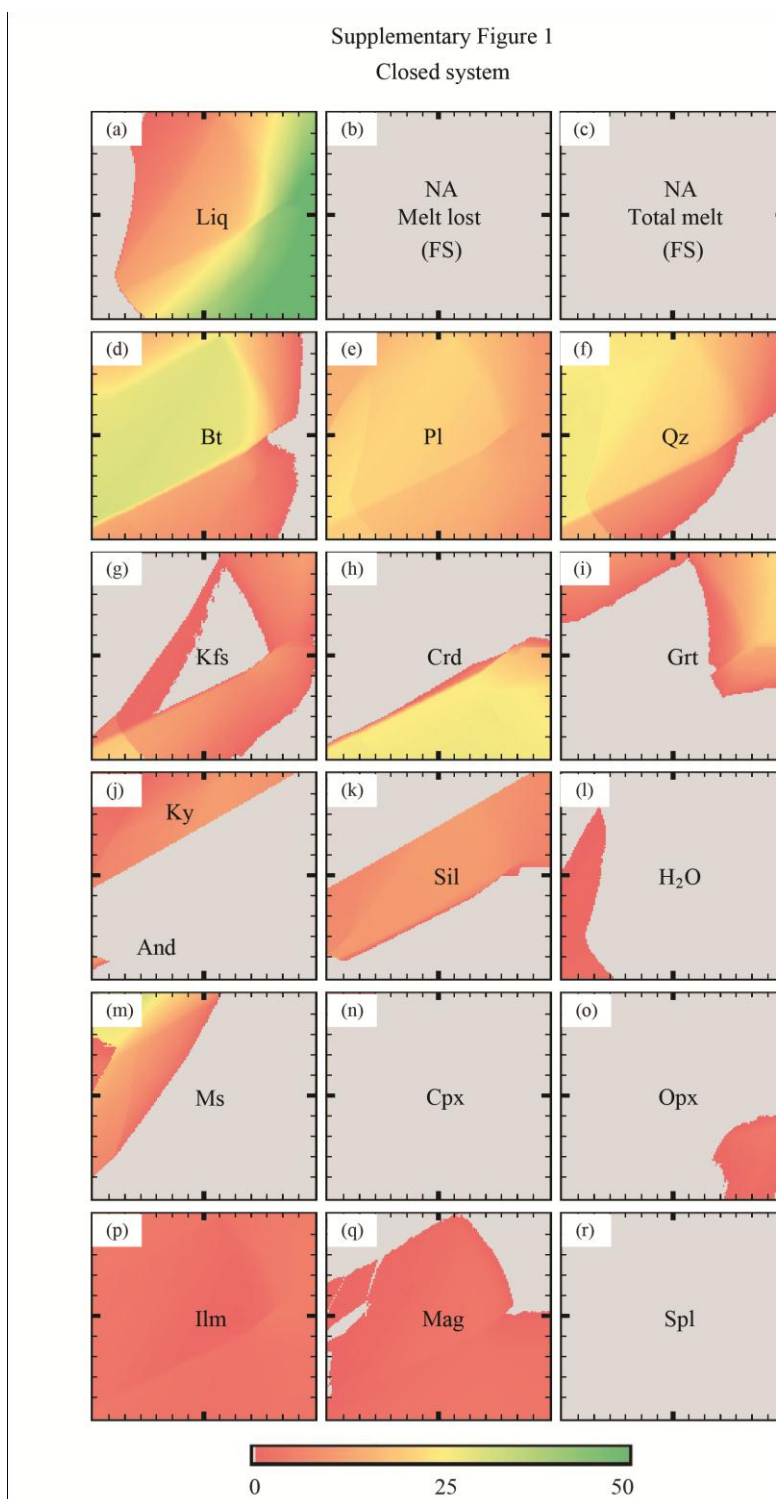 Supplementary Figure 1
Closed system
(a)
Liq
(b)
NA
Melt lost
(FS)
(c)
NA
Total melt
(FS)
(d)
Bt
(e)
Pl
(f)
Qz
(g)
Kfs
(h)
Crd
(i)
Grt
(j)
Ky
And
(k)
Sil
(l)
H₂O
(m)
Ms
(n)
Cpx
(o)
Opx
(p)
Ilm
(q)
Mag
(r)
Spl
0 25 50